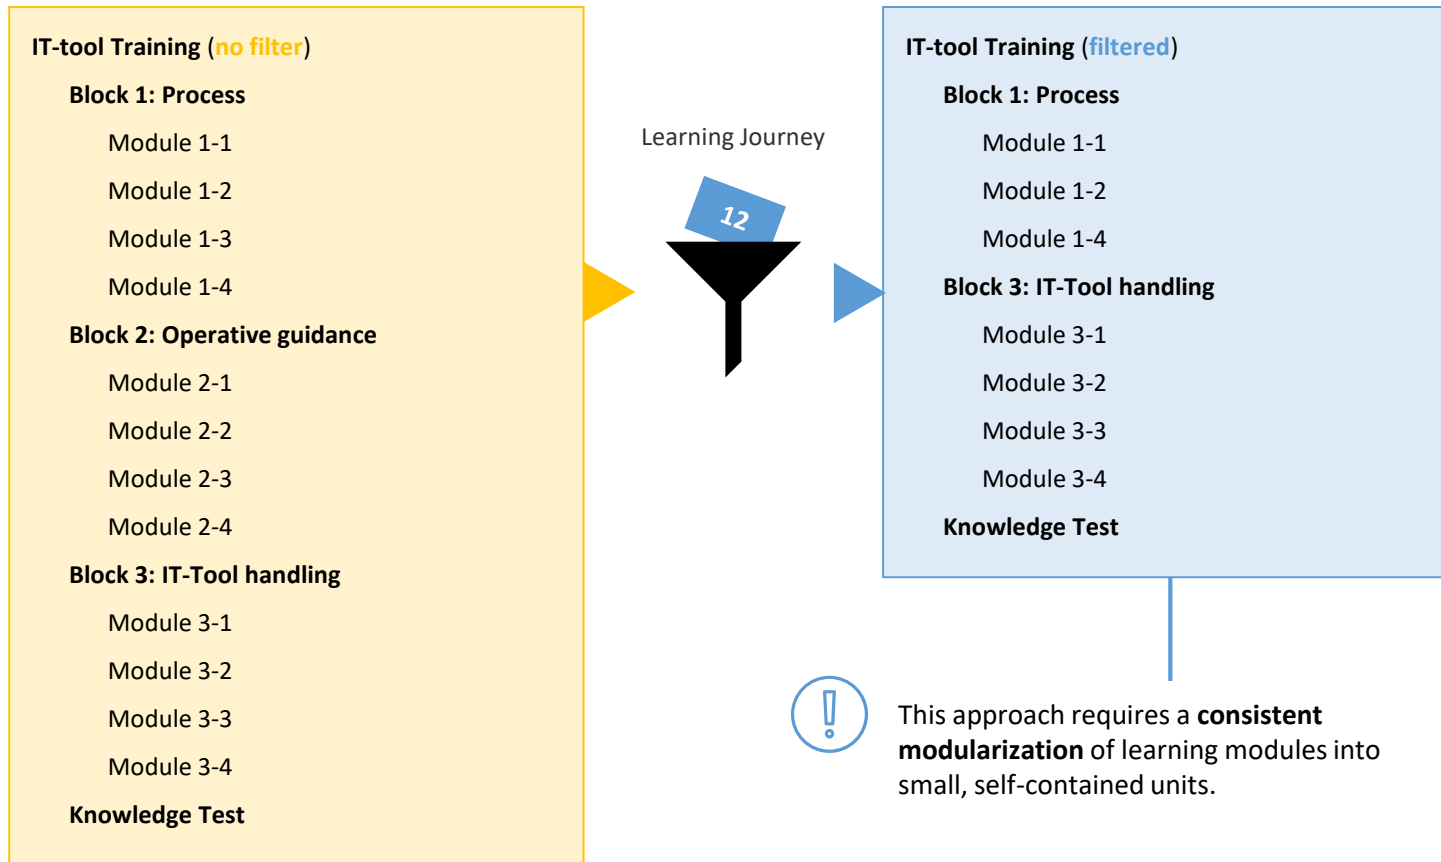 IT-tool Training (no filter)
Block 1: Process
Module 1-1
Module 1-2
Module 1-3
Module 1-4
Block 2: Operative guidance
Module 2-1
Module 2-2
Module 2-3
Module 2-4
Block 3: IT-Tool handling
Module 3-1
Module 3-2
Module 3-3
Module 3-4
Knowledge Test
Learning Journey
12
IT-tool Training (filtered)
Block 1: Process
Module 1-1
Module 1-2
Module 1-4
Block 3: IT-Tool handling
Module 3-1
Module 3-2
Module 3-3
Module 3-4
Knowledge Test
This approach requires a consistent
modularization of learning modules into
small, self-contained units.